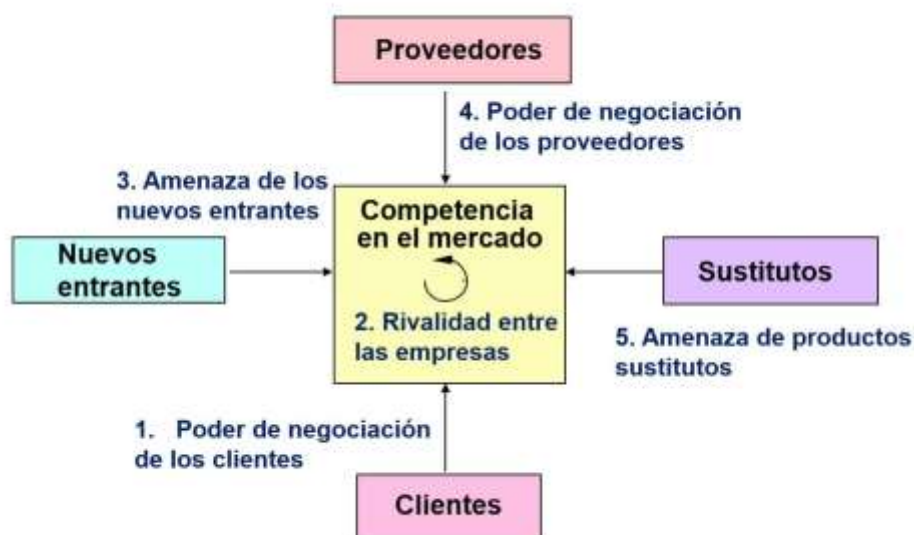 Proveedores
4. Poder de negociación
de los proveedores
3. Amenaza de los
nuevos entrantes
Competencia
en el mercado
Nuevos
entrantes
Sustitutos
2. Rivalidad entre
las empresas
5. Amenaza de productos
sustitutos
1. Poder de negociación
de los clientes
Clientes